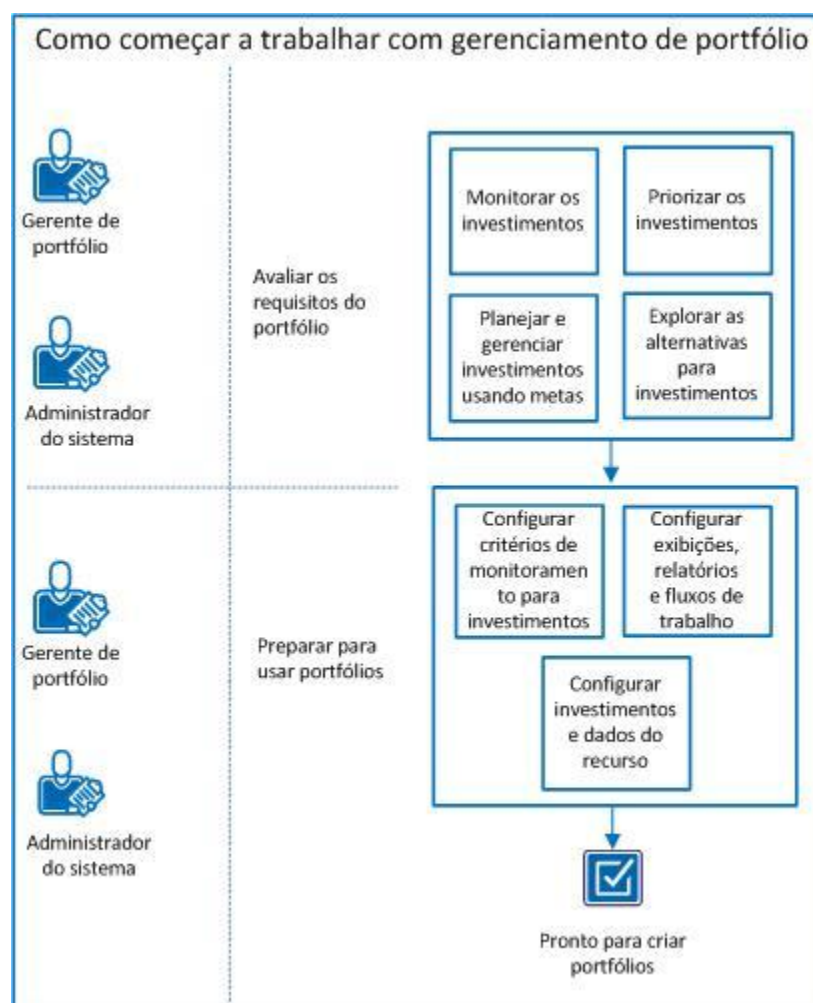 Como começar a trabalhar com gerenciamento de portfólio
Gerente de
portfólio
Administrador
do sistema
Avaliar os
requisitos do
portfólio
Monitorar os
investimentos
Priorizar os
investimentos
Planejar e
gerenciar
investimentos
usando metas
Explorar as
alternativas
para
investimentos
Gerente de
portfólio
Administrador
do sistema
Preparar para
usar portfólios
Configurar
critérios de
monitoramen
to para
investimentos
Configurar
exibições,
relatórios
e fluxos de
trabalho
Configurar
investimentos
e dados do
recurso
Pronto para criar
portfólios